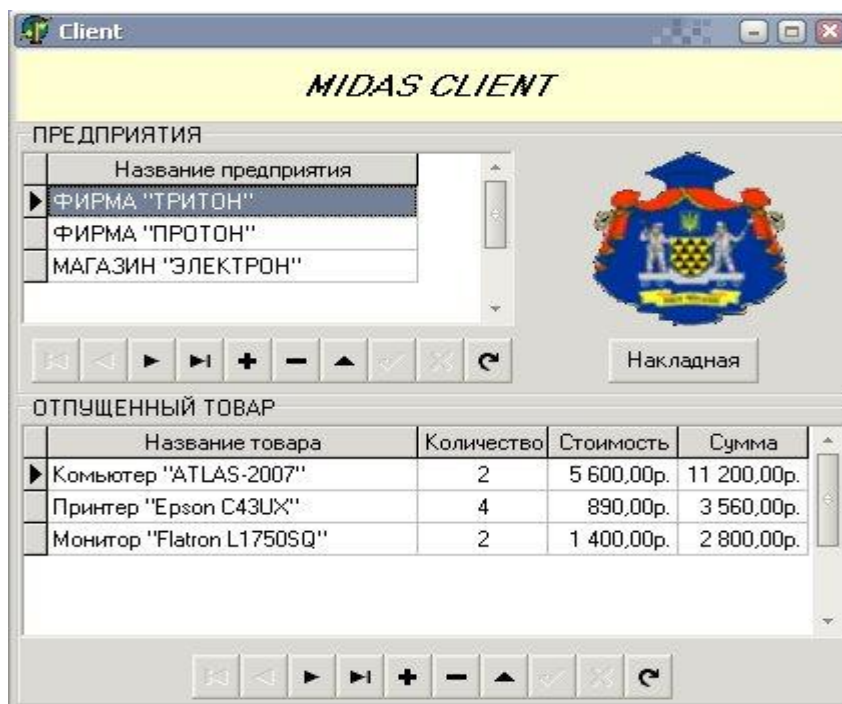 Client
MIDAS CLIENT
ПРЕДПРИЯТИЯ
Название предприятия
ФИРМА "ТРИТОН"
ФИРМА "ПРОТОН"
МАГАЗИН "ЭЛЕКТРОН"
Накладная
ОТПУЩЕННЫЙ ТОВАР
Название товара Количество Стоимость Сумма
Комьютер "ATLAS-2007" 2 5 600,00р. 11 200,00р.
Принтер "Epson C43UX" 4 890,00р. 3 560,00р.
Монитор "Flatron L1750SQ" 2 1 400,00р. 2 800,00р.